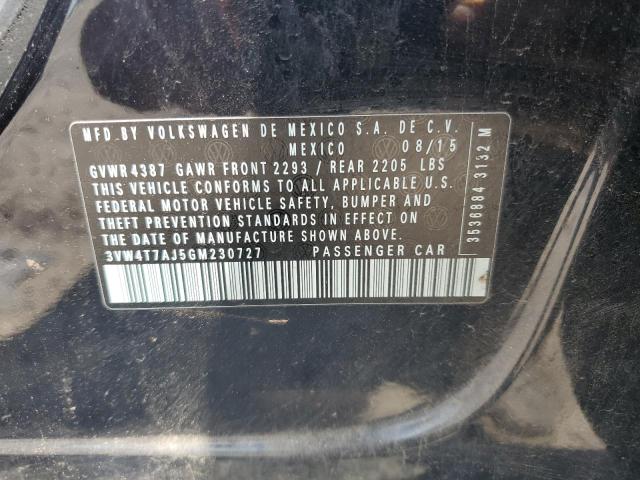 MFD.BY VOLKSWAGEN DE MEXICO S.A. DE C.V.
MEXICO 08/15
GVWR4387 GAWR FRONT 2293 / REAR 2205 LBS
THIS VEHICLE CONFORMS TO ALL APPLICABLE U.S.
FEDERAL MOTOR VEHICLE SAFETY, BUMPER AND
THEFT PREVENTION STANDARDS IN EFFECT ON
THE DATE OF MANUFACTURE SHOWN ABOVE.
3VW4T7AJ5GM230727 PASSENGER CAR
3536884 3132 M